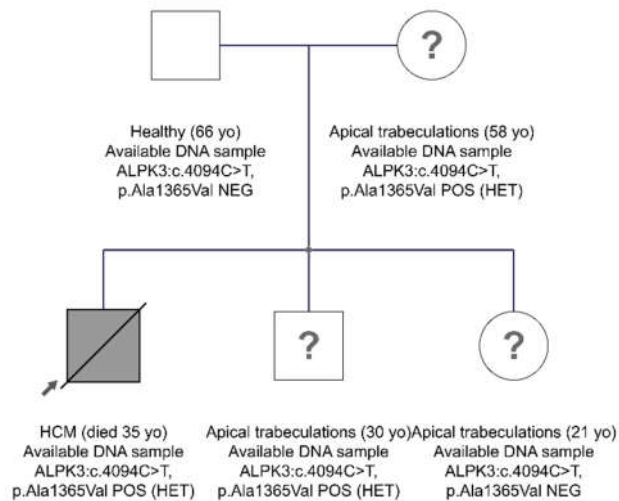 ?
Healthy (66 yo)
Available DNA sample
ALPK3:c.4094C>T,
p.Ala1365Val NEG
Apical trabeculations (58 yo)
Available DNA sample
ALPK3:c.4094C>T,
p.Ala1365Val POS (HET)
?
?
HCM (died 35 yo)
Available DNA sample
ALPK3:c.4094C>T,
p.Ala1365Val POS (HET)
Apical trabeculations (30 yo)
Available DNA sample
ALPK3:c.4094C>T,
p.Ala1365Val POS (HET)
Apical trabeculations (21 yo)
Available DNA sample
ALPK3:c.4094C>T,
p.Ala1365Val NEG